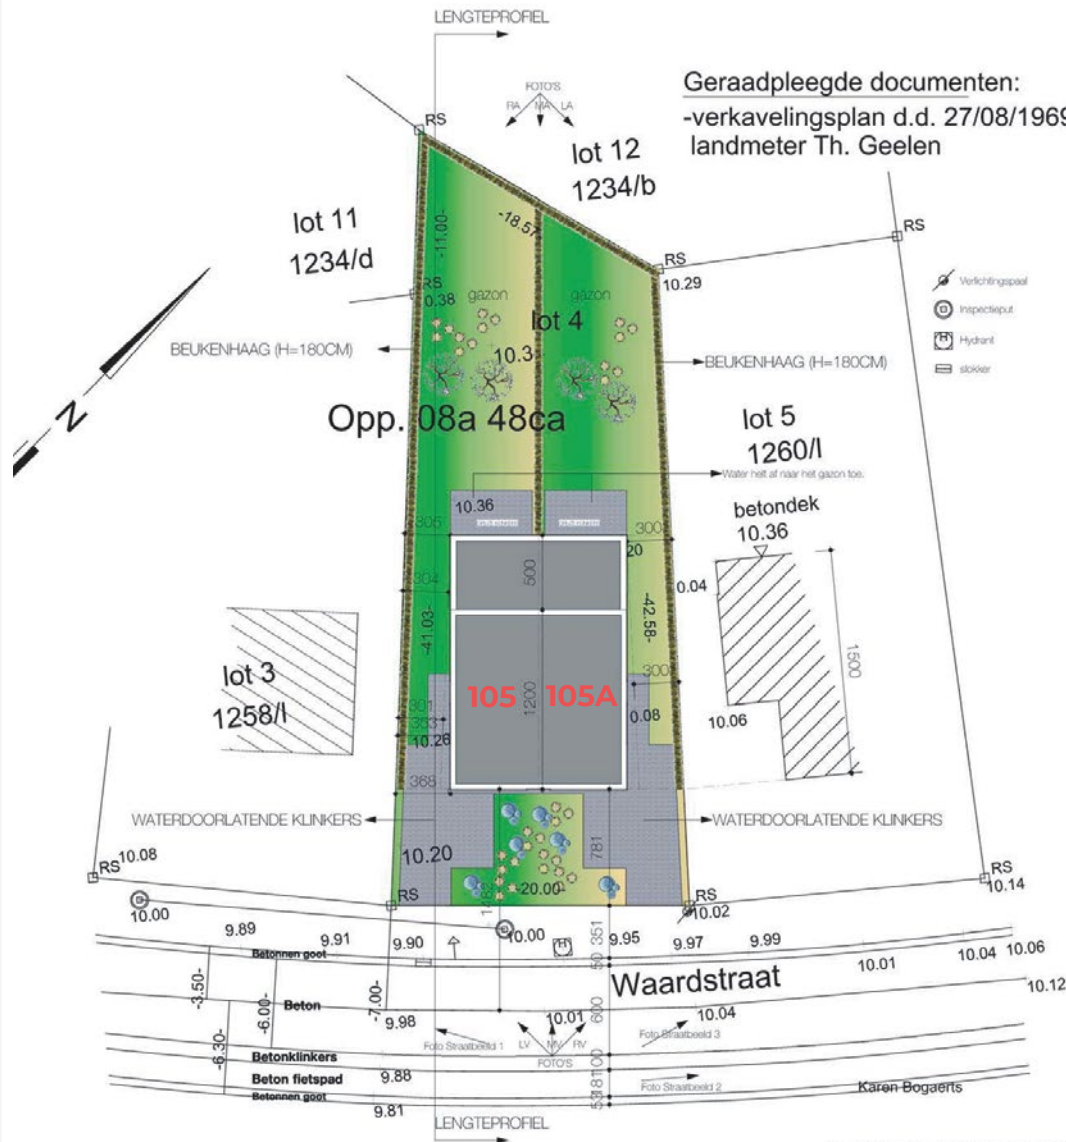 LENGTEPROFIEL
Geraadpleegde documenten:
-verkavelingsplan d.d. 27/08/1969
landmeter Th. Geelen
FOTO'S
RA MA LA
RS
lot 12
1234/b
lot 11
1234/d
-11.00-
-18.57-
RS
RS
10.29
RS
0.38
gazon
gazon
lot 4
10.3
Verlichtingspaal
Inspectieput
Hydrant
slokker
BEUKENHAAG (H=180CM)
BEUKENHAAG (H=180CM)
N
Opp. 08a 48ca
lot 5
1260/l
Water helt af naar het gazon toe.
10.36
betondek
10.36
305
300
20
500
304
0.04
-41.03-
-42.58-
1500
lot 3
1258/l
105
105A
1200
300
301
353
10.26
0.08
10.06
368
WATERDOORLATENDE KLINKERS
WATERDOORLATENDE KLINKERS
781
10.20
RS
10.08
-20.00-
1482
RS
RS
10.02
RS
10.14
10.00
10.00
9.89
9.91
9.90
H
351
9.95
9.97
9.99
10.01
10.04
10.06
Betonnen goot
50
Waardstraat
-3.50-
-6.00-
Beton
-7.00-
9.98
10.01
600
10.04
10.12
-6.30-
Foto Straatbeeld 1
LV MV RV
FOTO'S
Foto Straatbeeld 3
Betonklinkers
100
Beton fietspad
9.88
181
Foto Straatbeeld 2
Karen Bogaerts
Betonnen goot
9.81
53
LENGTEPROFIEL